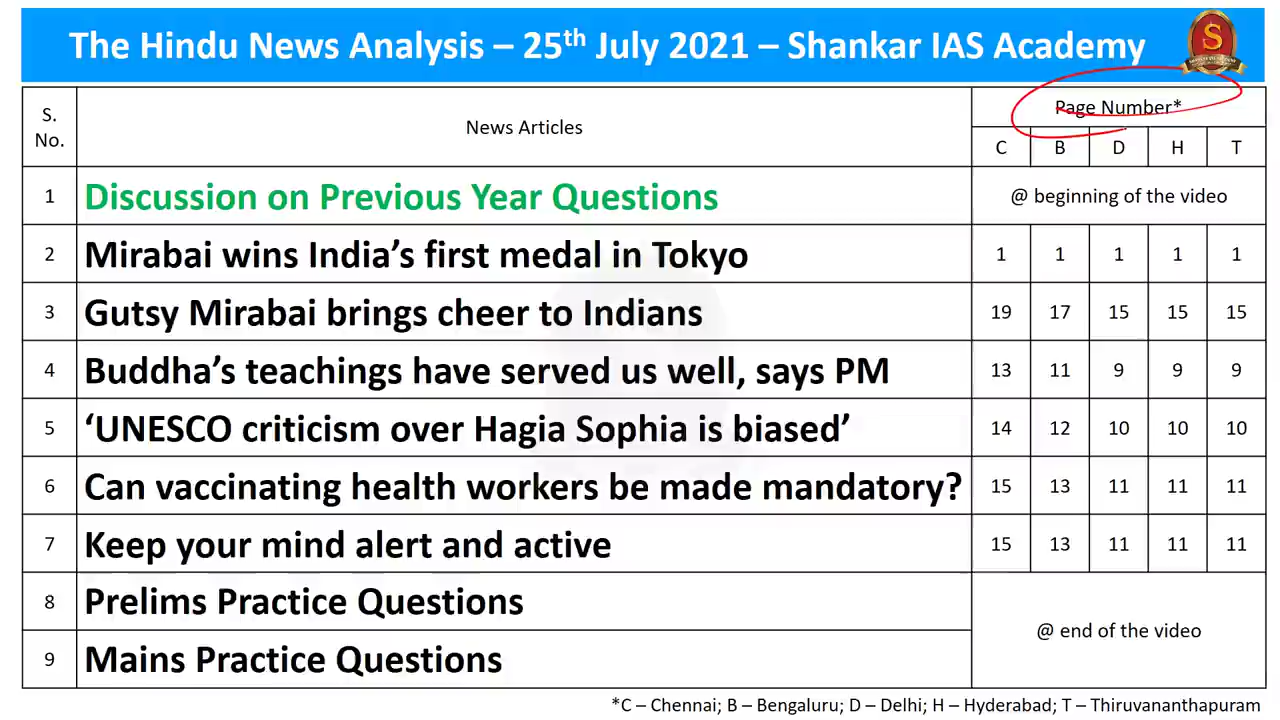 The Hindu News Analysis – 25th July 2021 – Shankar IAS Academy
S
S. No. News Articles Page Number*
C B D H T
1 Discussion on Previous Year Questions @ beginning of the video
2 Mirabai wins India’s first medal in Tokyo 1 1 1 1 1
3 Gutsy Mirabai brings cheer to Indians 19 17 15 15 15
4 Buddha’s teachings have served us well, says PM 13 11 9 9 9
5 ‘UNESCO criticism over Hagia Sophia is biased’ 14 12 10 10 10
6 Can vaccinating health workers be made mandatory? 15 13 11 11 11
7 Keep your mind alert and active 15 13 11 11 11
8 Prelims Practice Questions @ end of the video
9 Mains Practice Questions
*C – Chennai; B – Bengaluru; D – Delhi; H – Hyderabad; T – Thiruvananthapuram